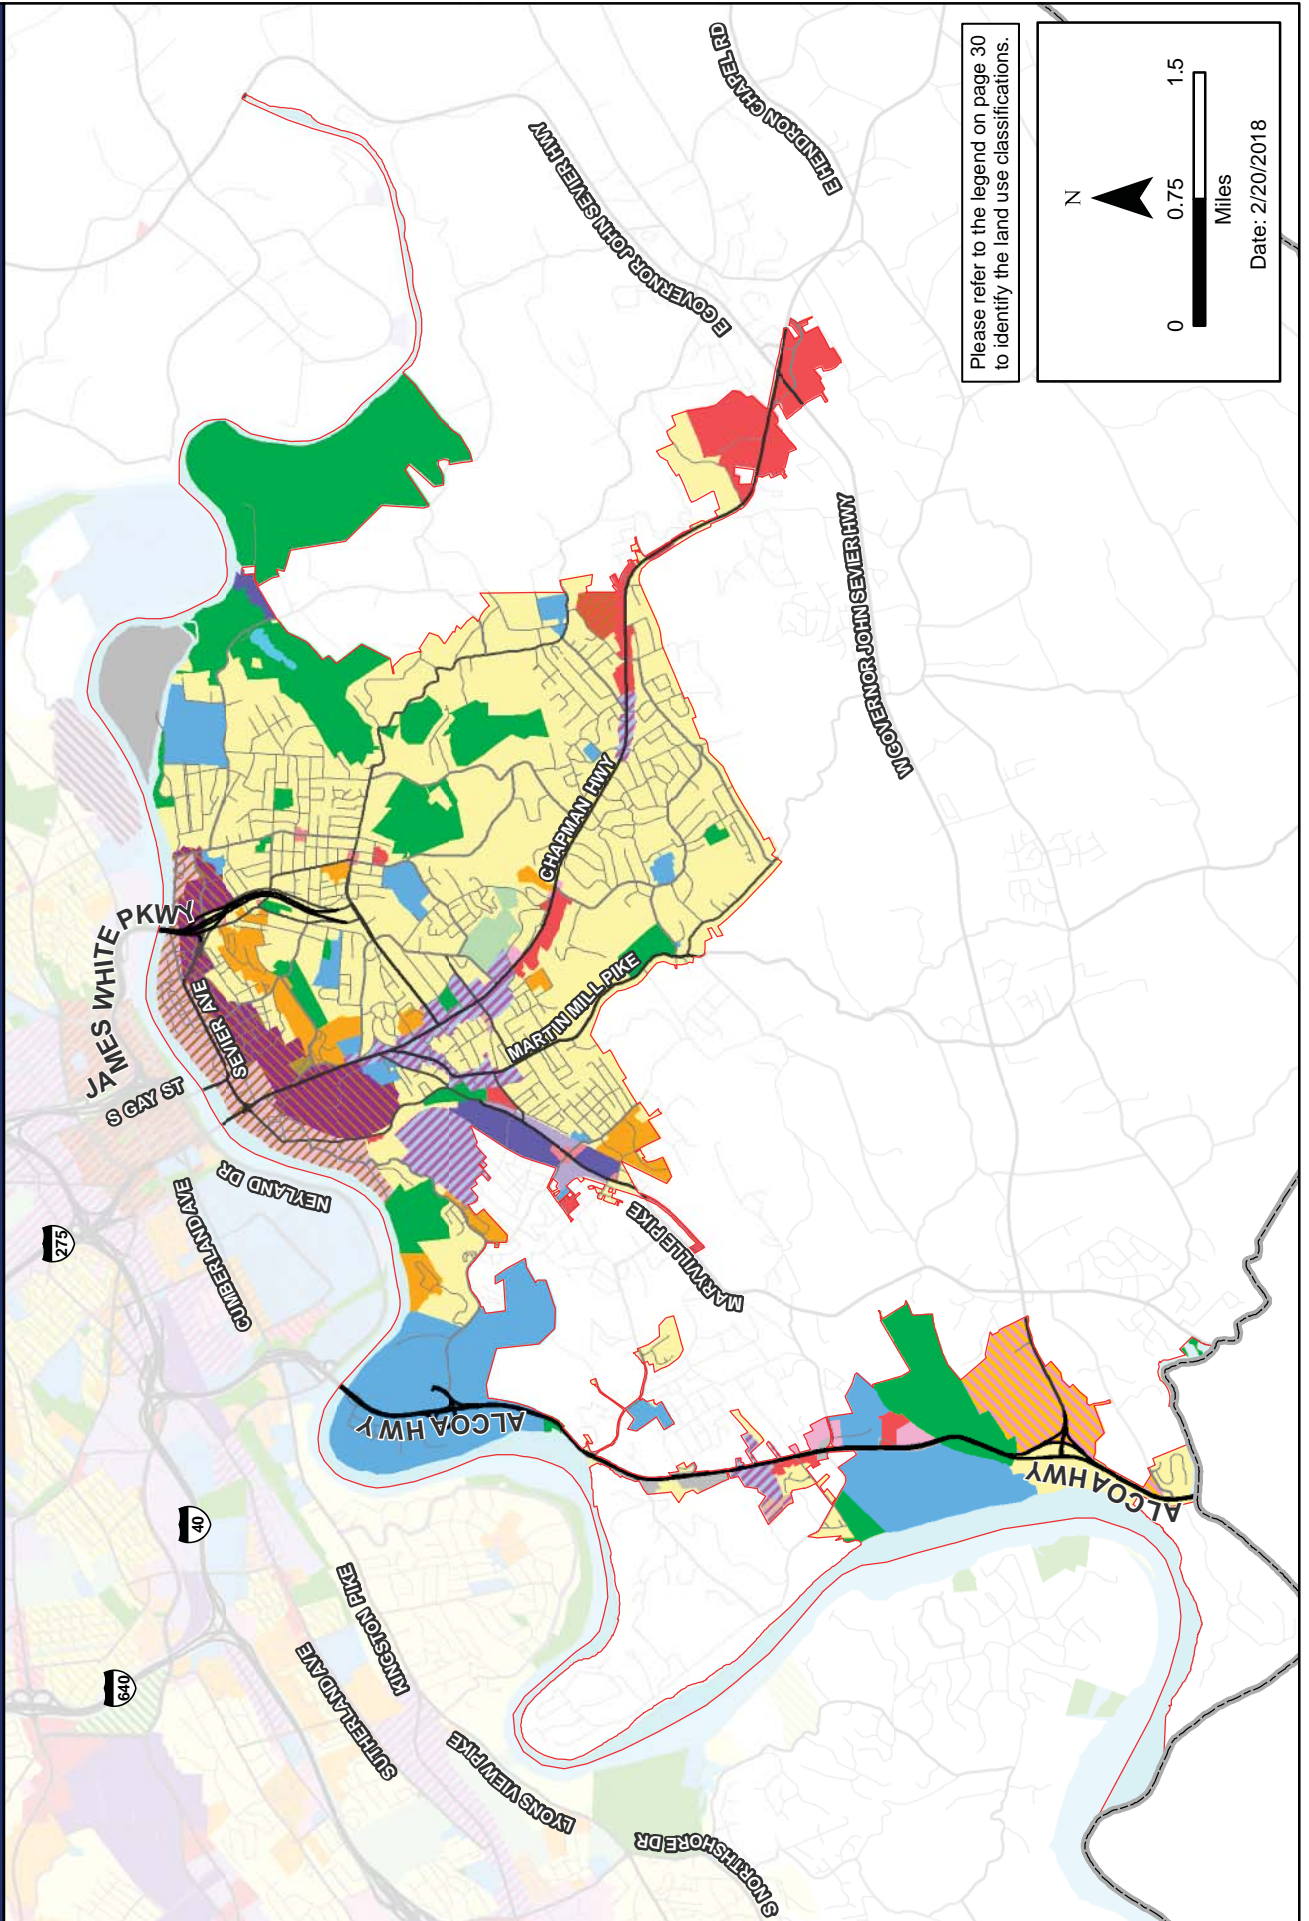 275
40
640
JAMES WHITE PKWY
S GAY ST
SEVIER AVE
NEYLAND DR
CUMBERLAND AVE
KINGSTON PIKE
SUTHERLAND AVE
LYONS VIEW PIKE
S NORTHSHORE DR
ALCOA HWY
ALCOA HWY
MARYVILLE PIKE
MARTIN MILL PIKE
CHAPMAN HWY
W GOVERNOR JOHN SEVIER HWY
E GOVERNOR JOHN SEVIER HWY
E HENDRON CHAPEL RD
Please refer to the legend on page 30
to identify the land use classifications.
N
0 0.75 1.5
Miles
Date: 2/20/2018